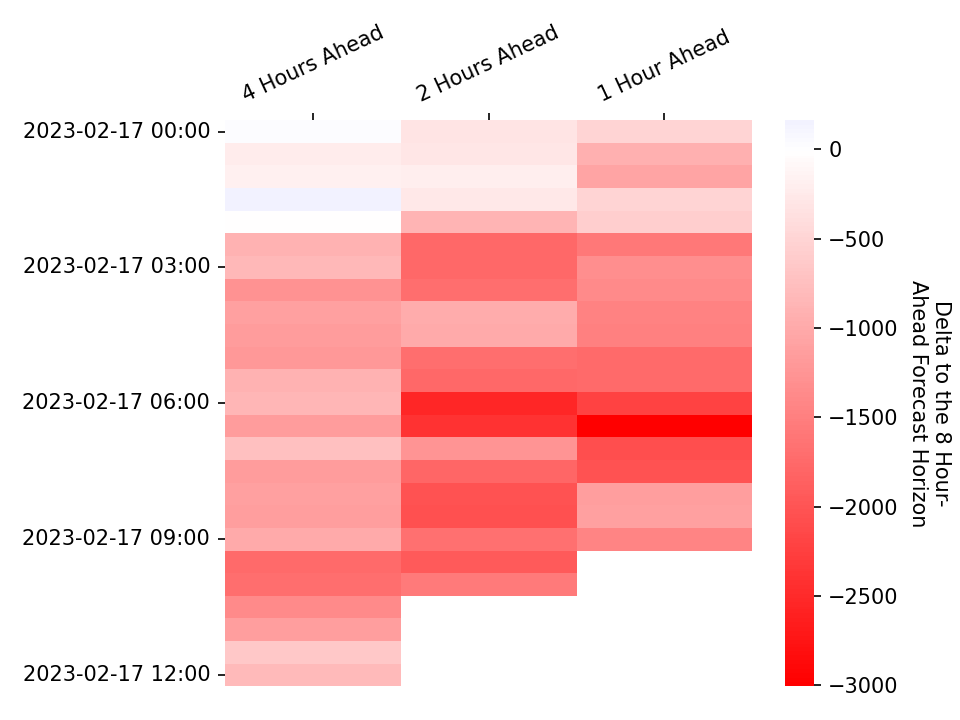 4 Hours Ahead
2 Hours Ahead
1 Hour Ahead
2023-02-17 00:00
2023-02-17 03:00
2023-02-17 06:00
2023-02-17 09:00
2023-02-17 12:00
0
−500
−1000
−1500
−2000
−2500
−3000
Delta to the 8 Hour-
Ahead Forecast Horizon